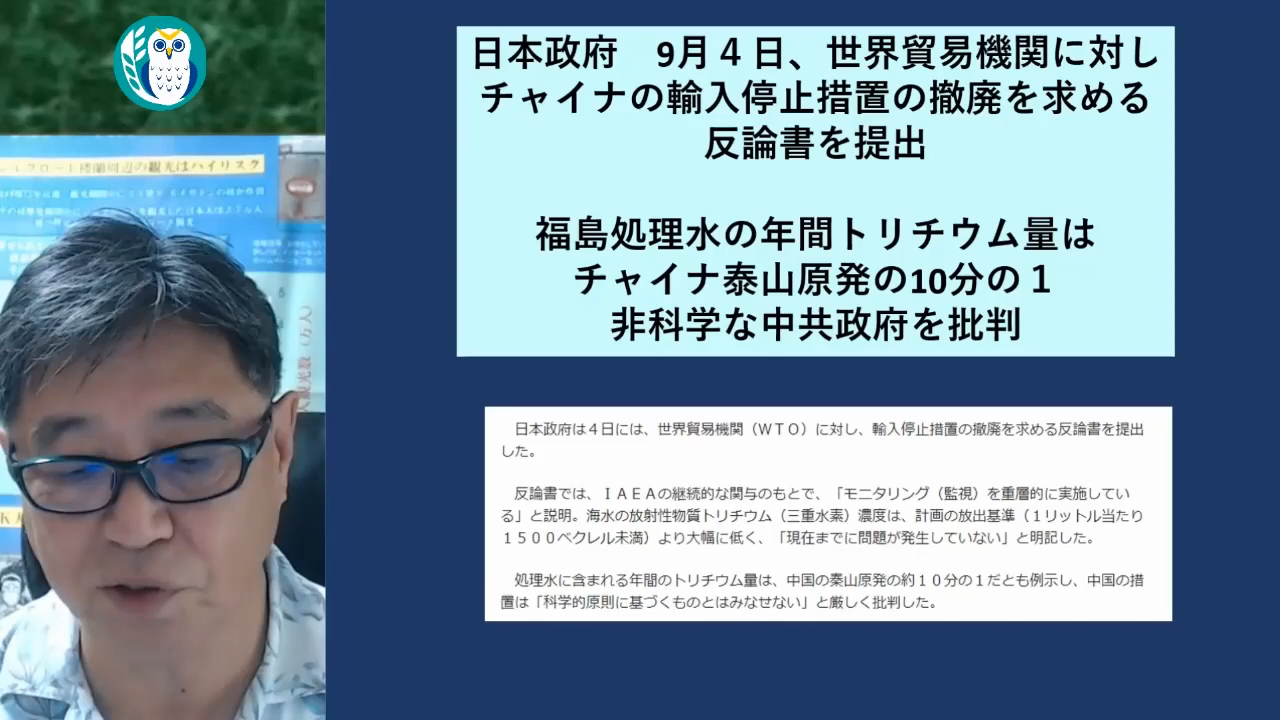 日本政府　9月４日、世界貿易機関に対し
チャイナの輸入停止措置の撤廃を求める
反論書を提出
福島処理水の年間トリチウム量は
チャイナ泰山原発の10分の１
非科学な中共政府を批判
日本政府は４日には、世界貿易機関（ＷＴＯ）に対し、輸入停止措置の撤廃を求める反論書を提出
した。
反論書では、ＩＡＥＡの継続的な関与のもとで、「モニタリング（監視）を重層的に実施してい
る」と説明。海水の放射性物質トリチウム（三重水素）濃度は、計画の放出基準（１リットル当たり
１５００ベクレル未満）より大幅に低く、「現在までに問題が発生していない」と明記した。
処理水に含まれる年間のトリチウム量は、中国の秦山原発の約１０分の１だとも例示し、中国の措
置は「科学的原則に基づくものとはみなせない」と厳しく批判した。
楼蘭周辺の観光はハイリスク